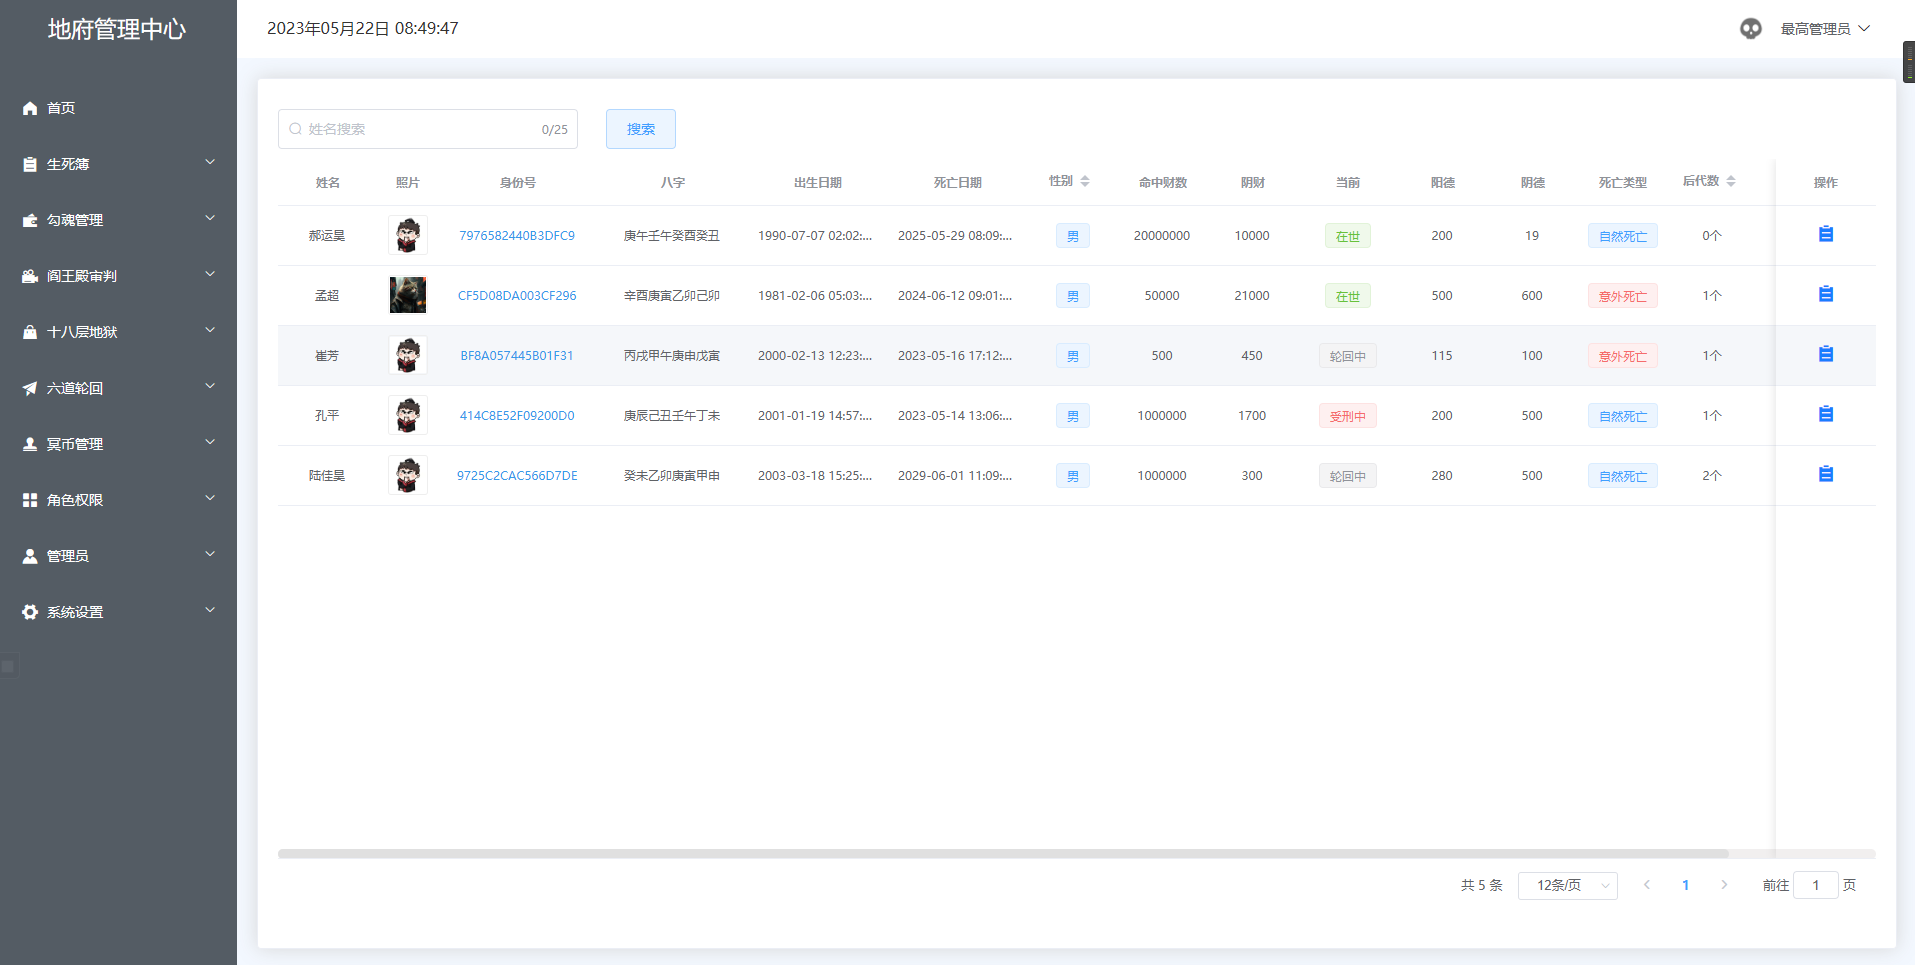 地府管理中心
2023年05月22日 08:49:47
最高管理员
首页
生死簿
勾魂管理
阎王殿审判
十八层地狱
六道轮回
冥币管理
角色权限
管理员
系统设置
姓名搜索 0/25 搜索
姓名 照片 身份号 八字 出生日期 死亡日期 性别 命中财数 阴财 当前 阳德 阴德 死亡类型 后代数 操作
郝运昊 7976582440B3DFC9 庚午壬午癸酉癸丑 1990-07-07 02:02:... 2025-05-29 08:09:... 男 20000000 10000 在世 200 19 自然死亡 0个
孟超 CF5D08DA003CF296 辛酉庚寅乙卯己卯 1981-02-06 05:03:... 2024-06-12 09:01:... 男 50000 21000 在世 500 600 意外死亡 1个
崔芳 BF8A057445B01F31 丙戌甲午庚申戊寅 2000-02-13 12:23:... 2023-05-16 17:12:... 男 500 450 轮回中 115 100 意外死亡 1个
孔平 414C8E52F09200D0 庚辰己丑壬午丁未 2001-01-19 14:57:... 2023-05-14 13:06:... 男 1000000 1700 受刑中 200 500 自然死亡 1个
陆佳昊 9725C2CAC566D7DE 癸未乙卯庚寅甲申 2003-03-18 15:25:... 2029-06-01 11:09:... 男 1000000 300 轮回中 280 500 自然死亡 2个
共 5 条 12条/页 1 前往 1 页